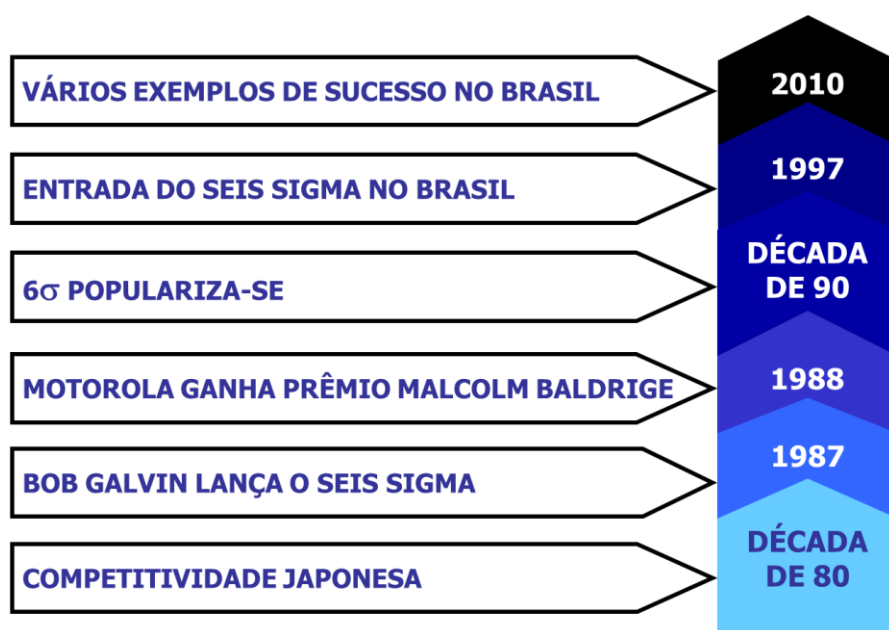 VÁRIOS EXEMPLOS DE SUCESSO NO BRASIL
2010
ENTRADA DO SEIS SIGMA NO BRASIL
1997
6σ POPULARIZA-SE
DÉCADA
DE 90
MOTOROLA GANHA PRÊMIO MALCOLM BALDRIGE
1988
BOB GALVIN LANÇA O SEIS SIGMA
1987
COMPETITIVIDADE JAPONESA
DÉCADA
DE 80